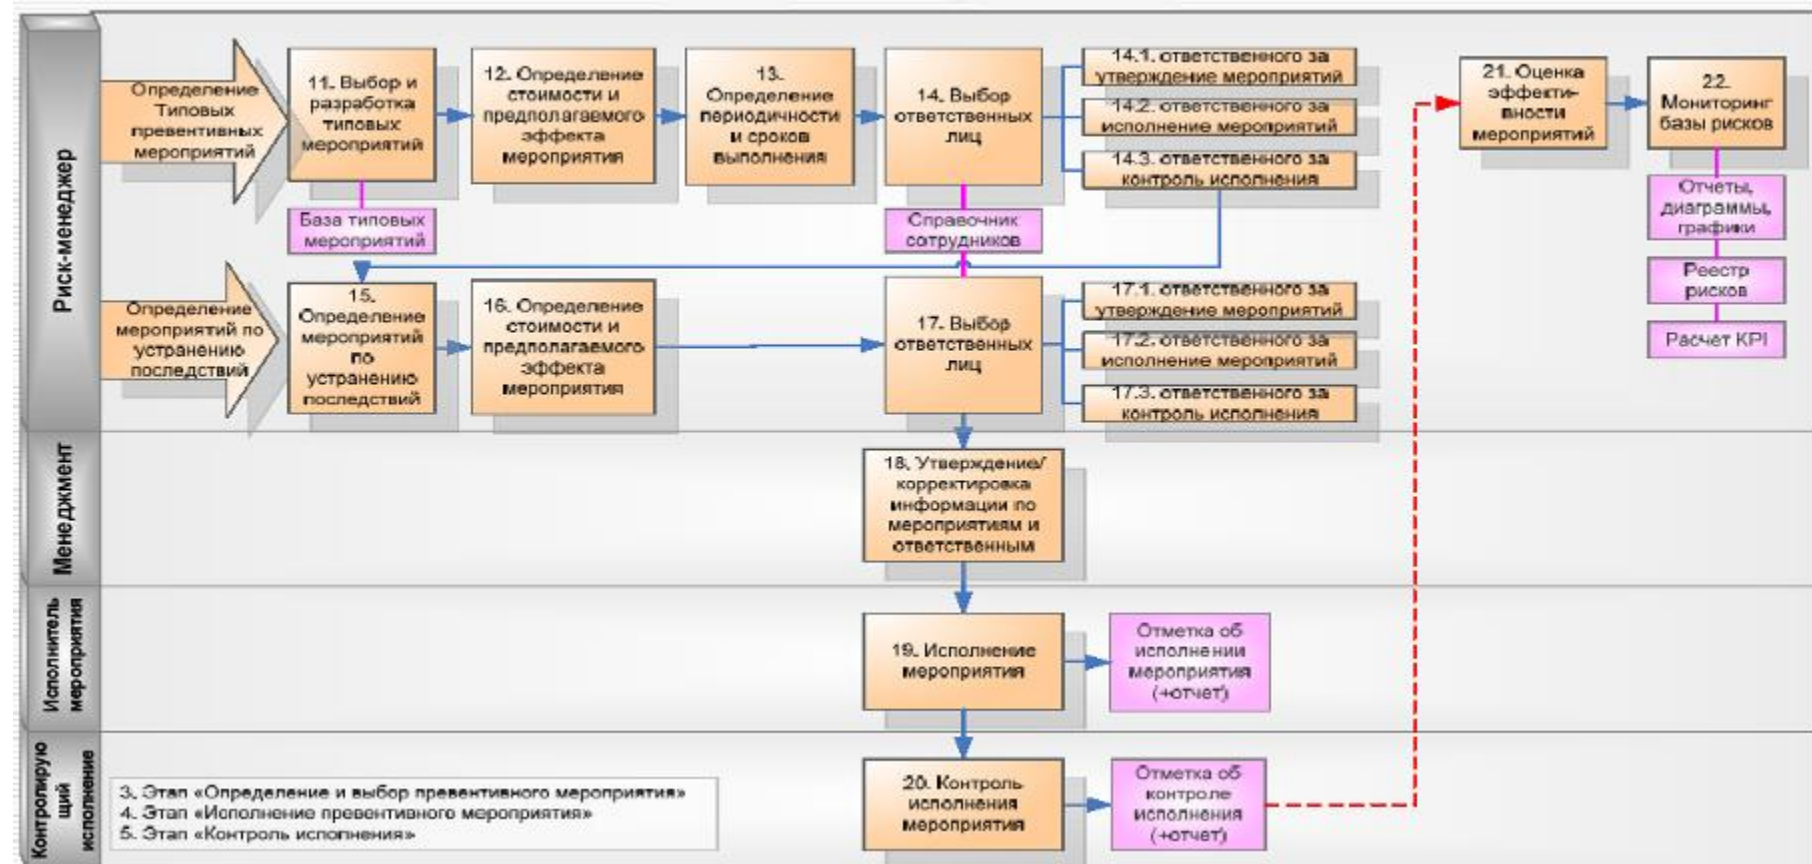 Риск-менеджер
Определение
Типовых
превентивных
мероприятий
11. Выбор и
разработка
типовых
мероприятий
База типовых
мероприятий
12. Определение
стоимости и
предполагаемого
эффекта
мероприятия
13.
Определение
периодичности
и сроков
выполнения
14. Выбор
ответственных
лиц
Справочник
сотрудников
14.1. ответственного за
утверждение мероприятий
14.2. ответственного за
исполнение мероприятий
14.3. ответственного за
контроль исполнения
21. Оценка
эффекти-
вности
мероприятий
22.
Мониторинг
базы рисков
Отчеты,
диаграммы,
графики
Реестр
рисков
Расчет KPI
Определение
мероприятий по
устранению
последствий
15.
Определение
мероприятий
по
устранению
последствий
16. Определение
стоимости и
предполагаемого
эффекта
мероприятия
17. Выбор
ответственных
лиц
17.1. ответственного за
утверждение мероприятий
17.2. ответственного за
исполнение мероприятий
17.3. ответственного за
контроль исполнения
Менеджмент
18. Утверждение/
корректировка
информации по
мероприятиям и
ответственным
Исполнитель
мероприятия
19. Исполнение
мероприятия
Отметка об
исполнении
мероприятия
(+отчет)
Контролирую
щий
исполнение
3. Этап «Определение и выбор превентивного мероприятия»
4. Этап «Исполнение превентивного мероприятия»
5. Этап «Контроль исполнения»
20. Контроль
исполнения
мероприятия
Отметка об
контроле
исполнения
(+отчет)